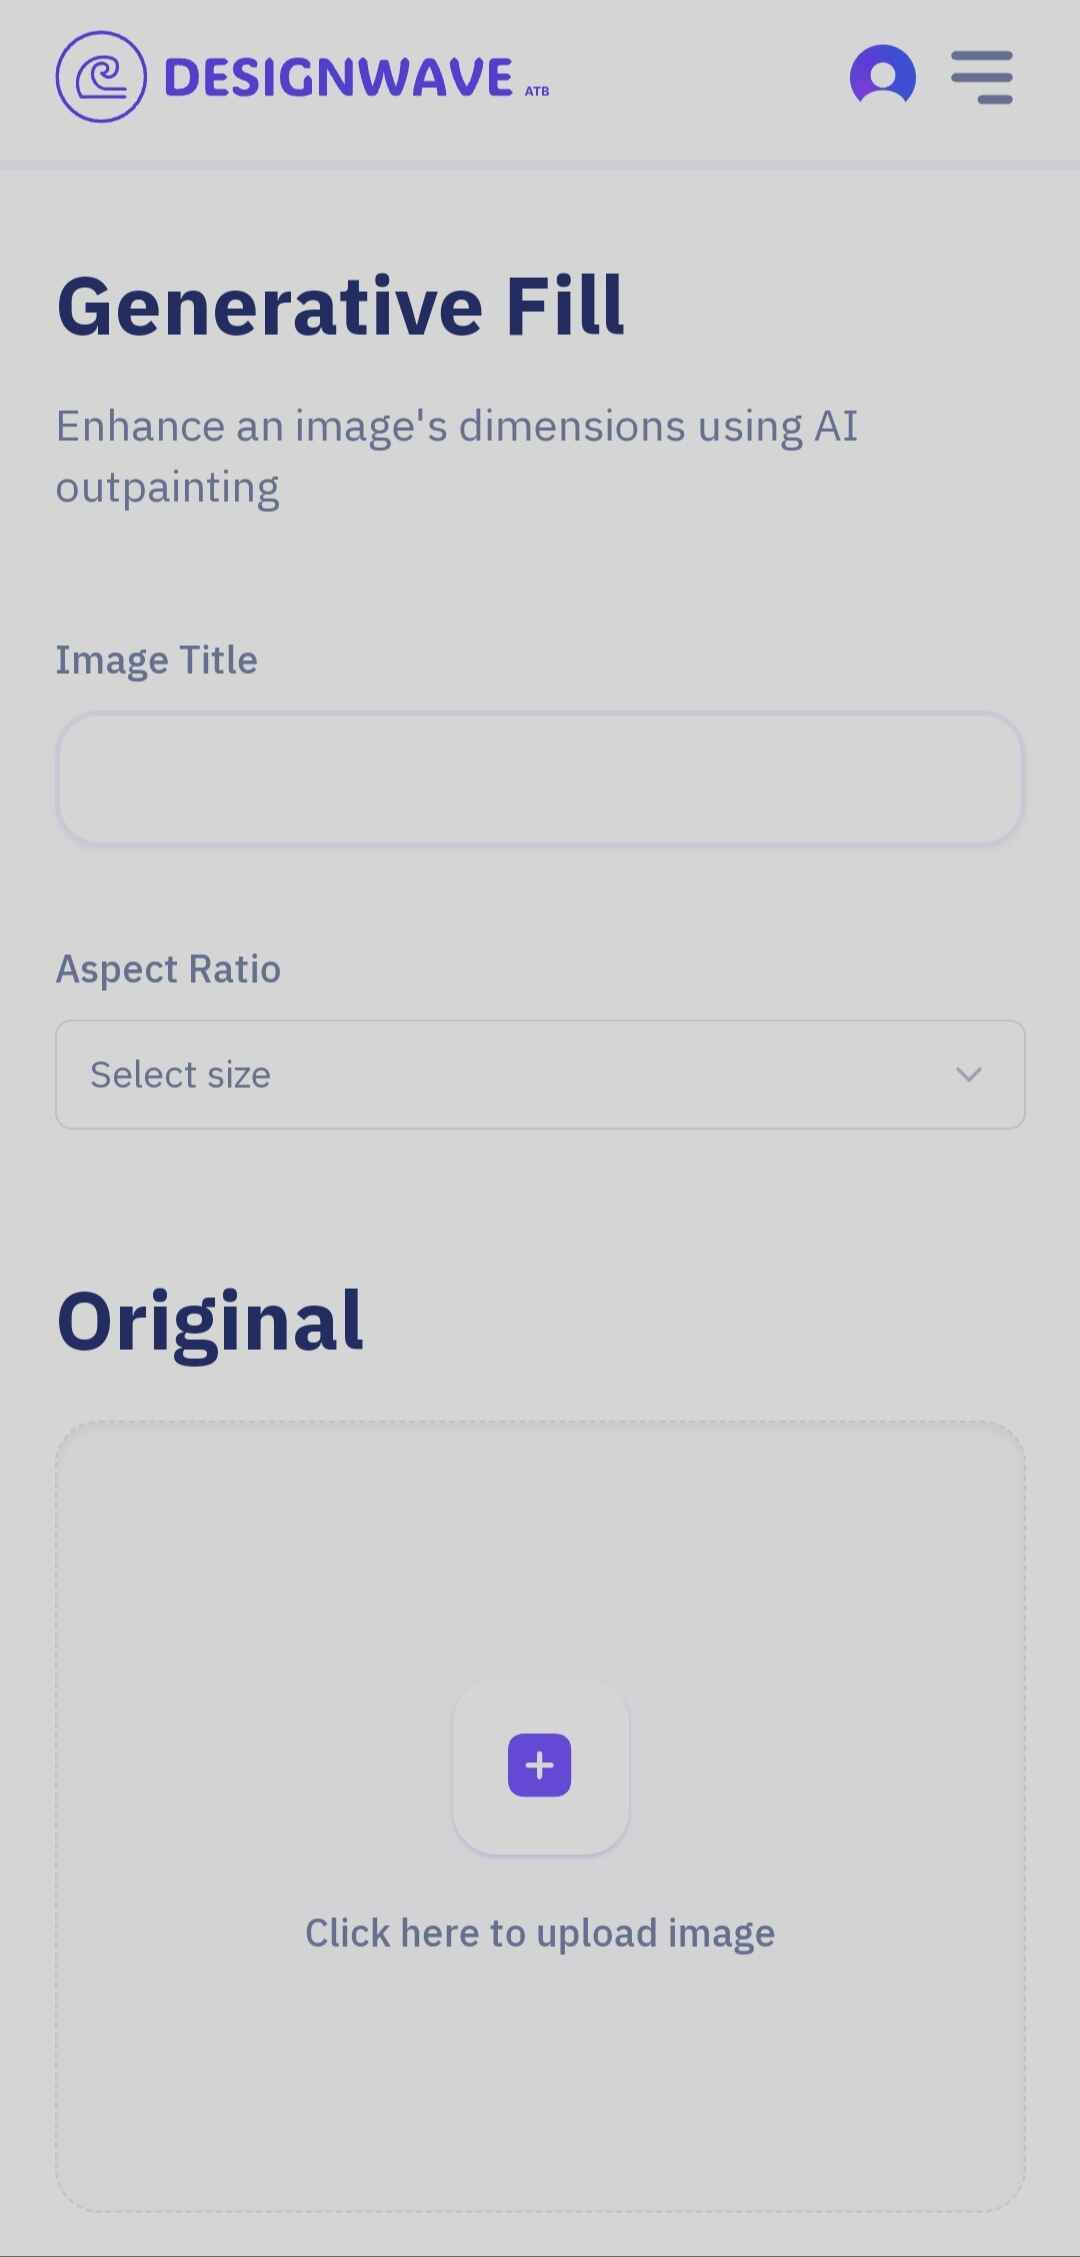 DESIGNWAVE ATB
Generative Fill
Enhance an image's dimensions using AI
outpainting
Image Title
Aspect Ratio
Select size
Original
Click here to upload image